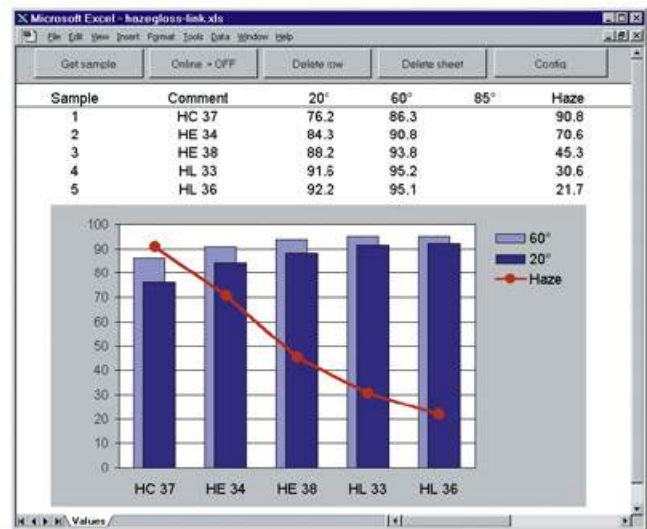 Microsoft Excel - hazegloss-link.xls
File Edit View Insert Format Tools Data Window Help
Get sample Online = OFF Delete row Delete sheet Config
Sample Comment 20° 60° 85° Haze
1 HC 37 76.2 86.3 90.8
2 HE 34 84.3 90.8 70.6
3 HE 38 88.2 93.8 45.3
4 HL 33 91.6 95.2 30.6
5 HL 36 92.2 95.1 21.7
100
90
80
70
60
50
40
30
20
10
0
60°
20°
Haze
HC 37 HE 34 HE 38 HL 33 HL 36
Values